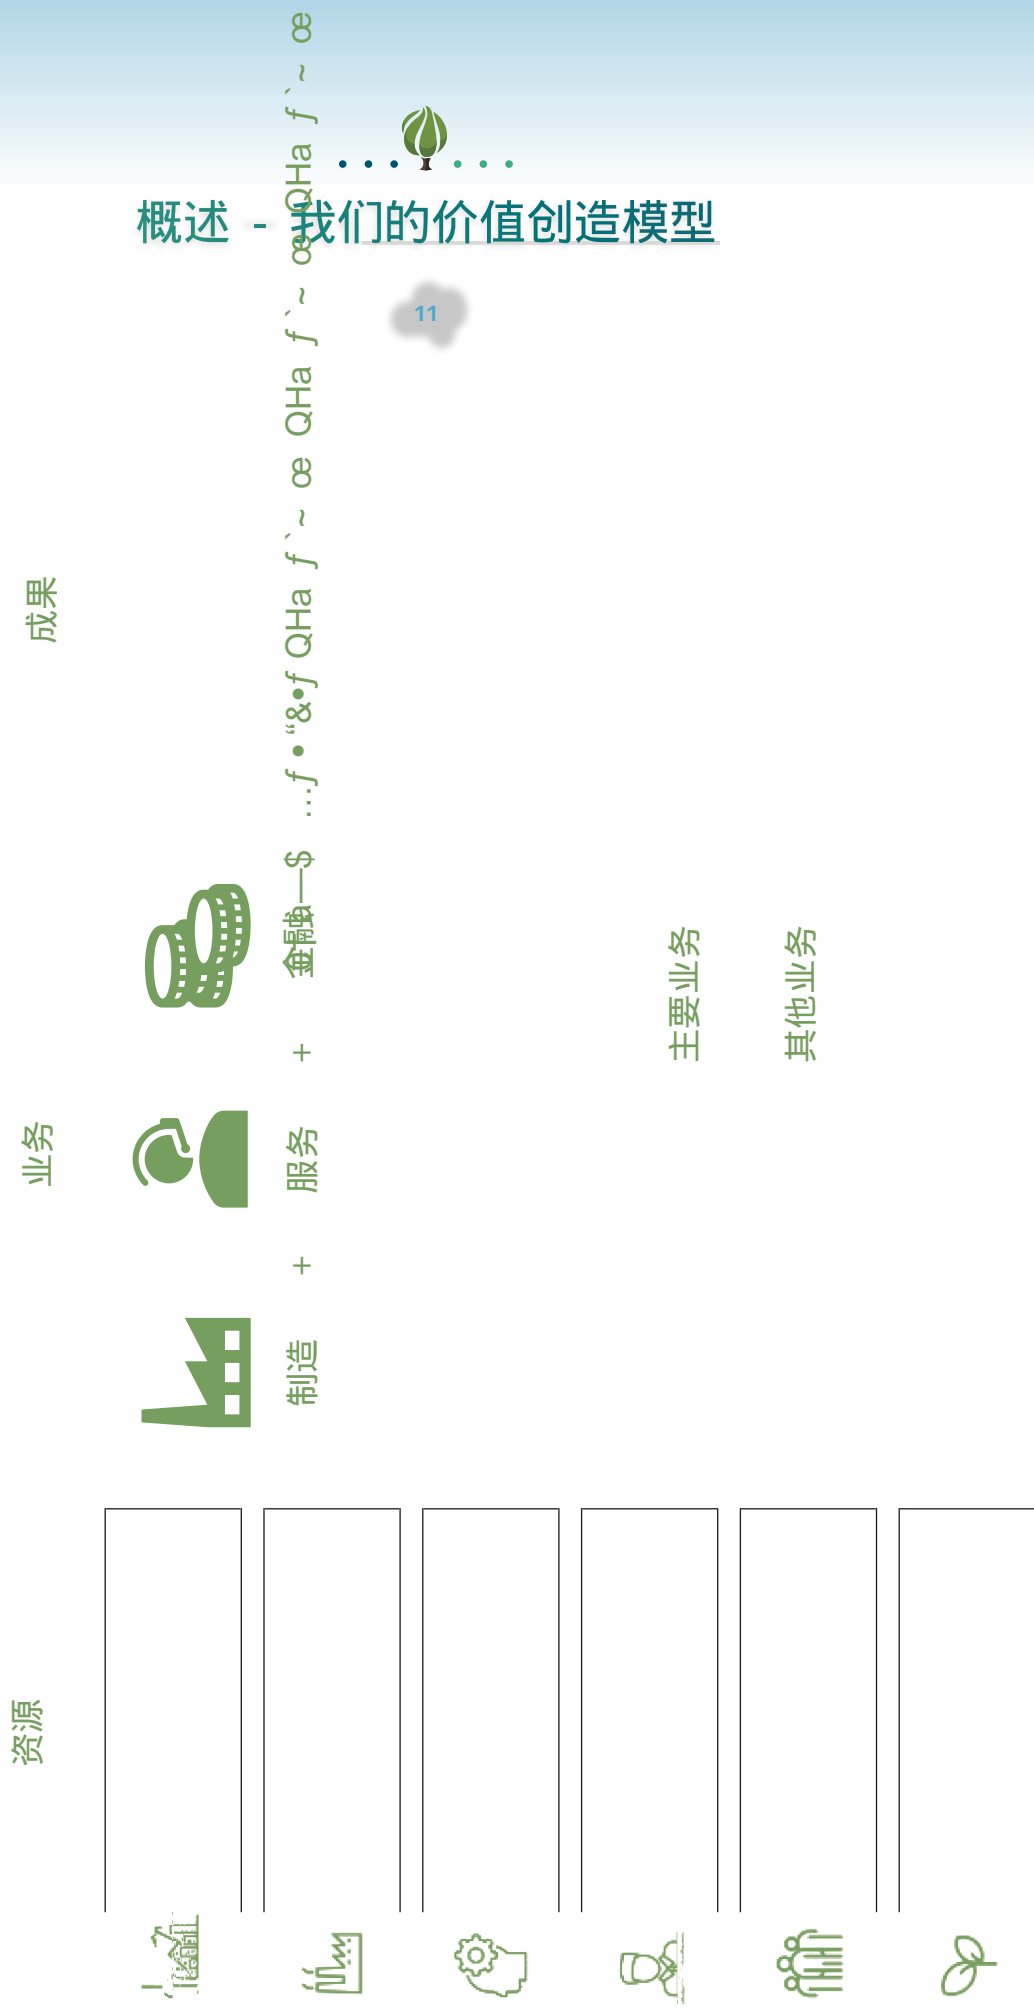 概述 - 我们的价值创造模型
11
成果
业务
资源
制造 + 服务 + 金融
主要业务
其他业务